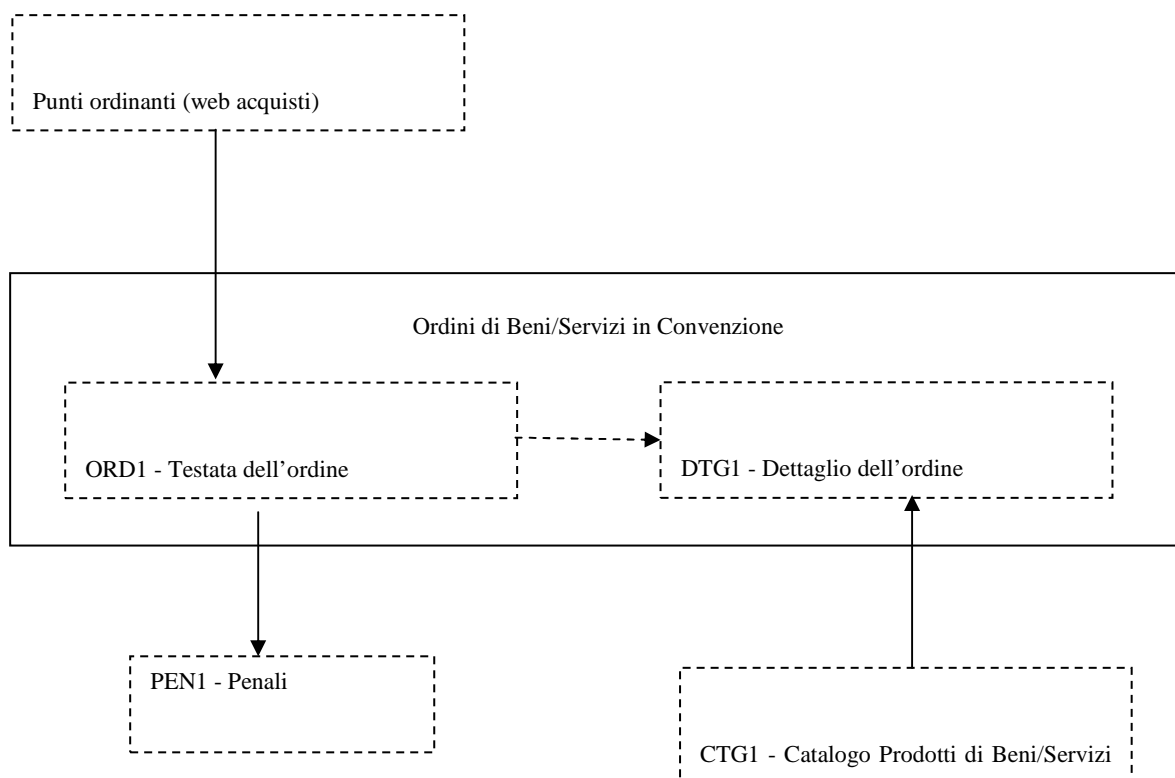 Punti ordinanti (web acquisti)
Ordini di Beni/Servizi in Convenzione
ORD1 - Testata dell’ordine
DTG1 - Dettaglio dell’ordine
PEN1 - Penali
CTG1 - Catalogo Prodotti di Beni/Servizi